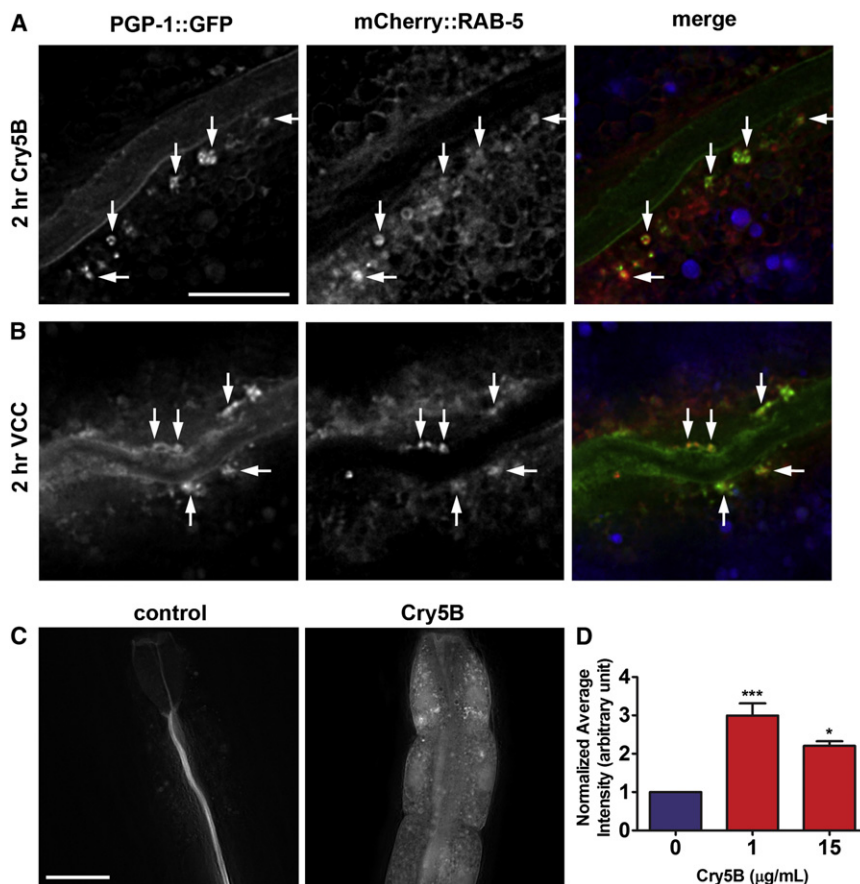 A
PGP-1::GFP
mCherry::RAB-5
merge
2 hr Cry5B
B
2 hr VCC
C
control
Cry5B
D
Normalized Average
Intensity (arbitrary unit)
4
3
2
1
0
***
*
0
1
15
Cry5B (μg/mL)